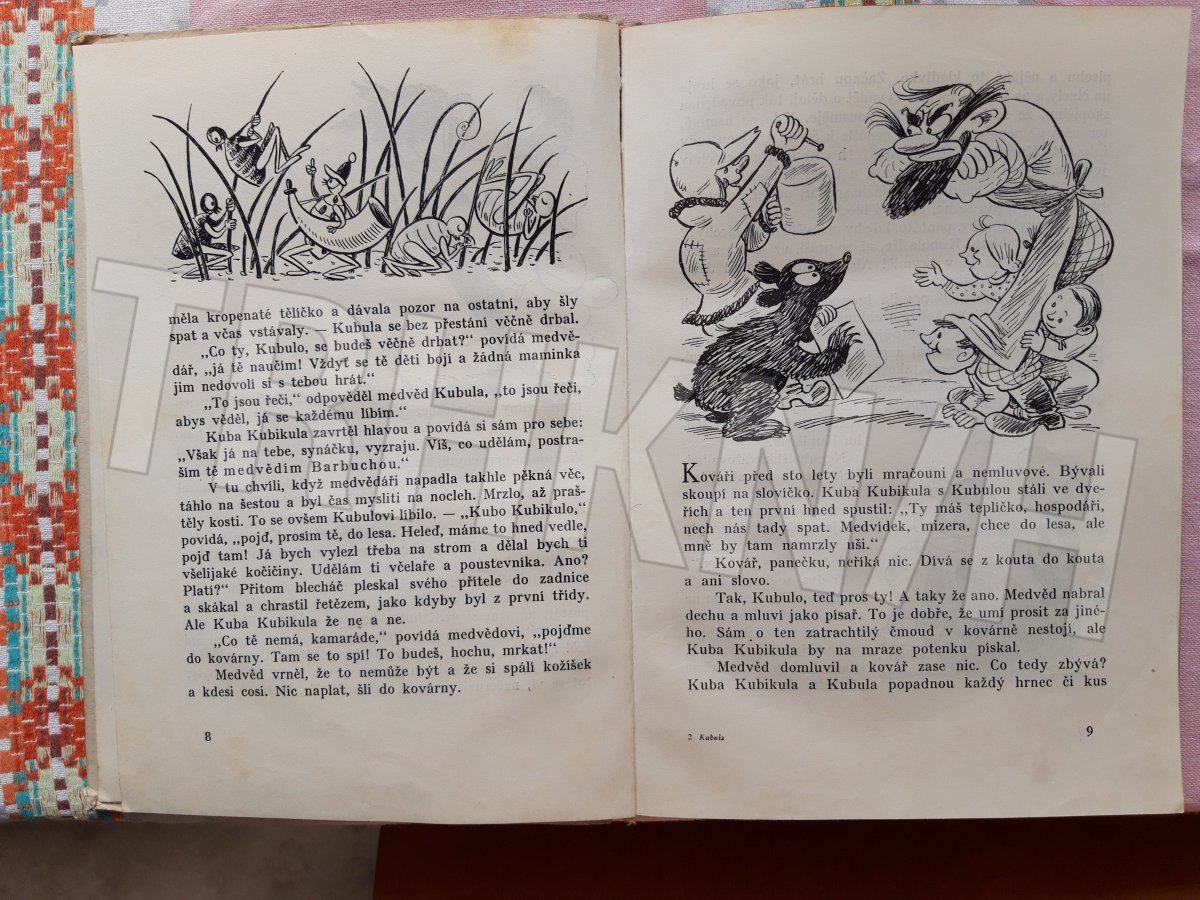 měla kropenaté tělíčko a dávala pozor na ostatní, aby šly
spat a včas vstávaly. — Kubula se bez přestání věčně drbal.
„Co ty, Kubulo, se budeš věčně drbat?“ povídá medvě-
dář, „já tě naučím! Vždyť se tě děti bojí a žádná maminka
jim nedovolí si s tebou hrát.“
„To jsou řeči,“ odpověděl medvěd Kubula, „to jsou řeči,
abys věděl, já se každému líbím.“
Kuba Kubikula zavrtěl hlavou a povídá si sám pro sebe:
„Však já na tebe, synáčku, vyzraju. Víš, co udělám, postra-
ším tě medvědím Barbuchou.“
V tu chvíli, když medvědáři napadla takhle pěkná věc,
táhlo na šestou a byl čas mysliti na nocleh. Mrzlo, až praš-
těly kosti. To se ovšem Kubulovi líbilo. — „Kubo Kubikulo,“
povídá, „pojď, prosím tě, do lesa. Heleď, máme to hned vedle,
pojď tam! Já bych vylezl třeba na strom a dělal bych ti
všelijaké kočičiny. Udělám ti včelaře a poustevníka. Ano?
Platí?“ Přitom blecháč pleskal svého přítele do zadnice
a skákal a chrastil řetězem, jako kdyby byl z první třídy.
Ale Kuba Kubikula že ne a ne.
„Co tě nemá, kamaráde,“ povídá medvědovi, „pojďme
do kovárny. Tam se to spí! To budeš, hochu, mrkat!“
Medvěd vrněl, že to nemůže být a že si spálí kožíšek
a kdesi cosi. Nic naplat, šli do kovárny.
8
Kováři před sto lety byli mračouni a nemluvové. Bývali
skoupí na slovíčko. Kuba Kubikula s Kubulou stáli ve dve-
řích a ten první hned spustil: „Ty máš teplíčko, hospodáři,
nech nás tady spat. Medvídek, mizera, chce do lesa, ale
mně by tam namrzly uši.“
Kovář, panečku, neříká nic. Dívá se z kouta do kouta
a ani slovo.
Tak, Kubulo, teď pros ty! A taky že ano. Medvěd nabral
dechu a mluví jako písař. To je dobře, že umí prosit za jiné-
ho. Sám o ten zatrachtilý čmoud v kovárně nestojí, ale
Kuba Kubikula by na mraze potenku pískal.
Medvěd domluvil a kovář zase nic. Co tedy zbývá?
Kuba Kubikula a Kubula popadnou každý hrnec či kus
2 Kubula
9